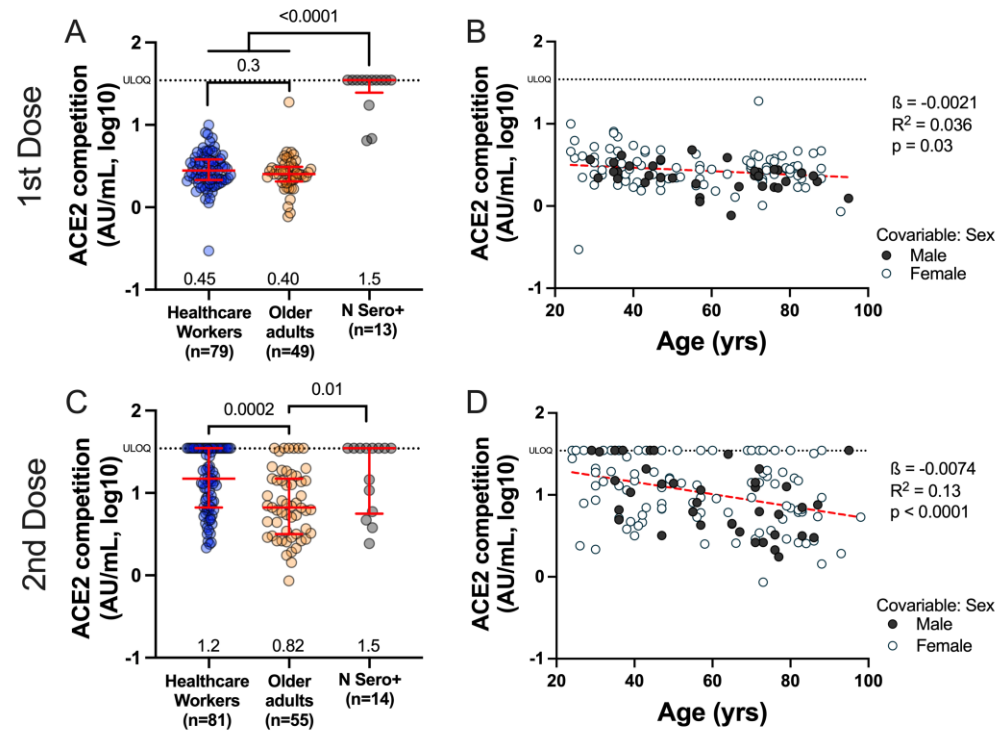 A
<0.0001
0.3
1st Dose
ACE2 competition
(AU/mL, log10)
2
ULOQ
1
0
-1
0.45
0.40
1.5
Healthcare
Workers
(n=79)
Older
adults
(n=49)
N Sero+
(n=13)
B
ACE2 competition
(AU/mL, log10)
2
ULOQ
1
0
-1
20
40
60
80
100
Age (yrs)
ß = -0.0021
R² = 0.036
p = 0.03
Covariable: Sex
Male
Female
C
0.01
0.0002
2nd Dose
ACE2 competition
(AU/mL, log10)
2
ULOQ
1
0
-1
1.2
0.82
1.5
Healthcare
Workers
(n=81)
Older
adults
(n=55)
N Sero+
(n=14)
D
ACE2 competition
(AU/mL, log10)
2
ULOQ
1
0
-1
20
40
60
80
100
Age (yrs)
ß = -0.0074
R² = 0.13
p < 0.0001
Covariable: Sex
Male
Female